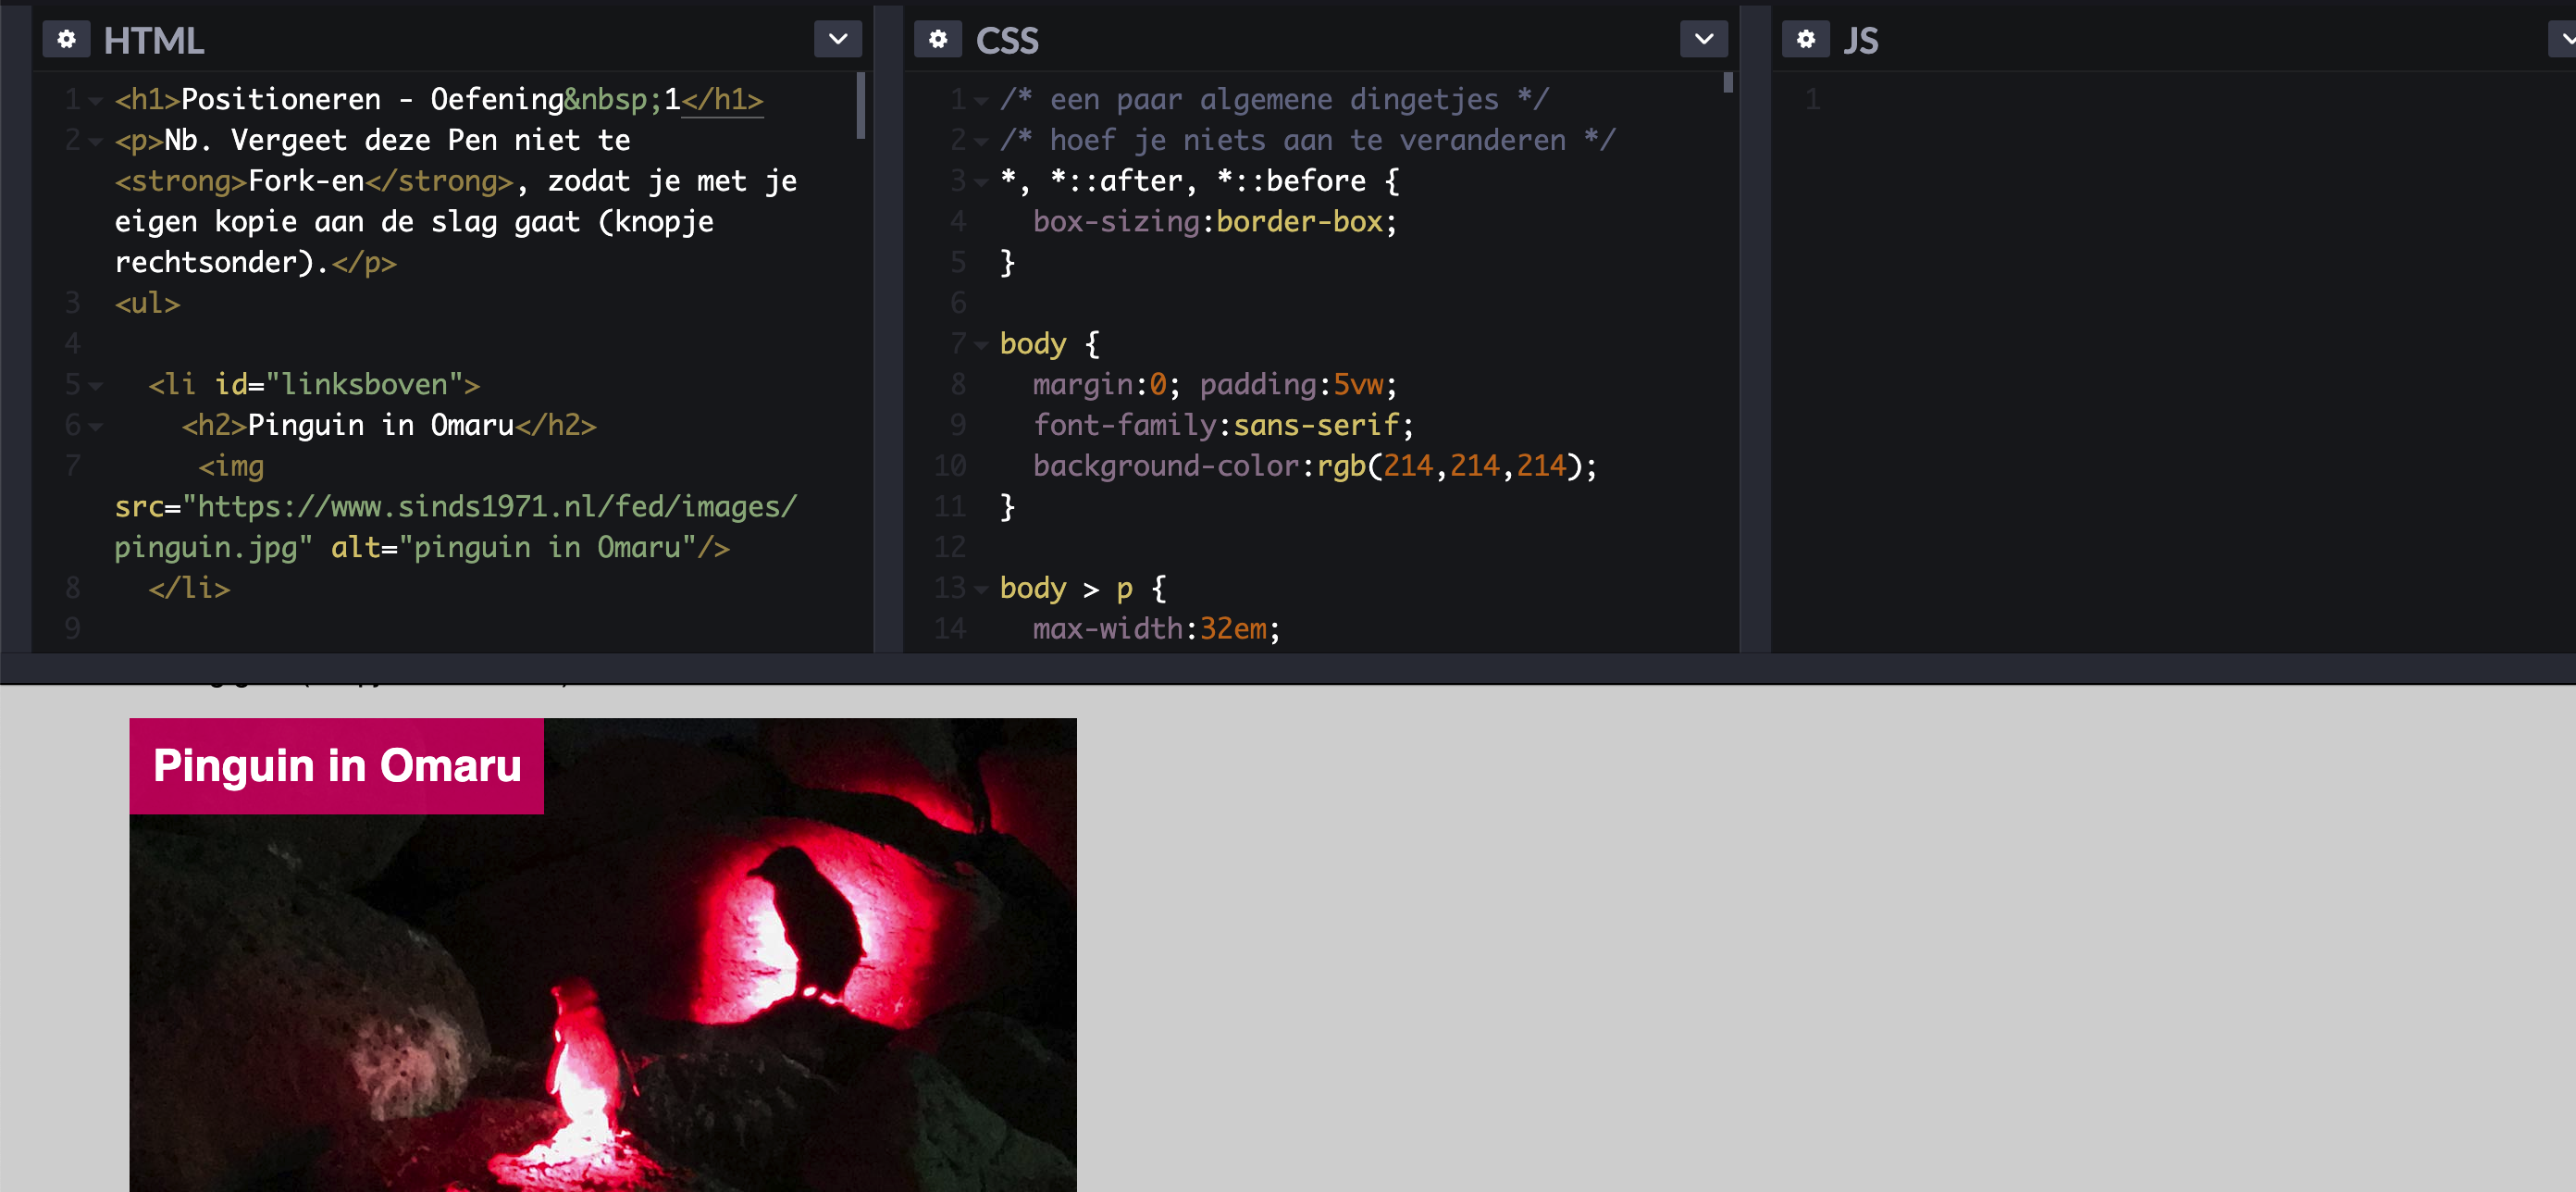 HTML
1 <h1>Positioneren - Oefening&nbsp;1</h1>
2 <p>Nb. Vergeet deze Pen niet te
<strong>Fork-en</strong>, zodat je met je
eigen kopie aan de slag gaat (knopje
rechtsonder).</p>
3 <ul>
4
5 <li id="linksboven">
6 <h2>Pinguin in Omaru</h2>
7 <img
src="https://www.sinds1971.nl/fed/images/
pinguin.jpg" alt="pinguin in Omaru"/>
8 </li>
9
CSS
1 /* een paar algemene dingetjes */
2 /* hoef je niets aan te veranderen */
3 *, *::after, *::before {
4 box-sizing:border-box;
5 }
6
7 body {
8 margin:0; padding:5vw;
9 font-family:sans-serif;
10 background-color:rgb(214,214,214);
11 }
12
13 body > p {
14 max-width:32em;
JS
1
Pinguin in Omaru